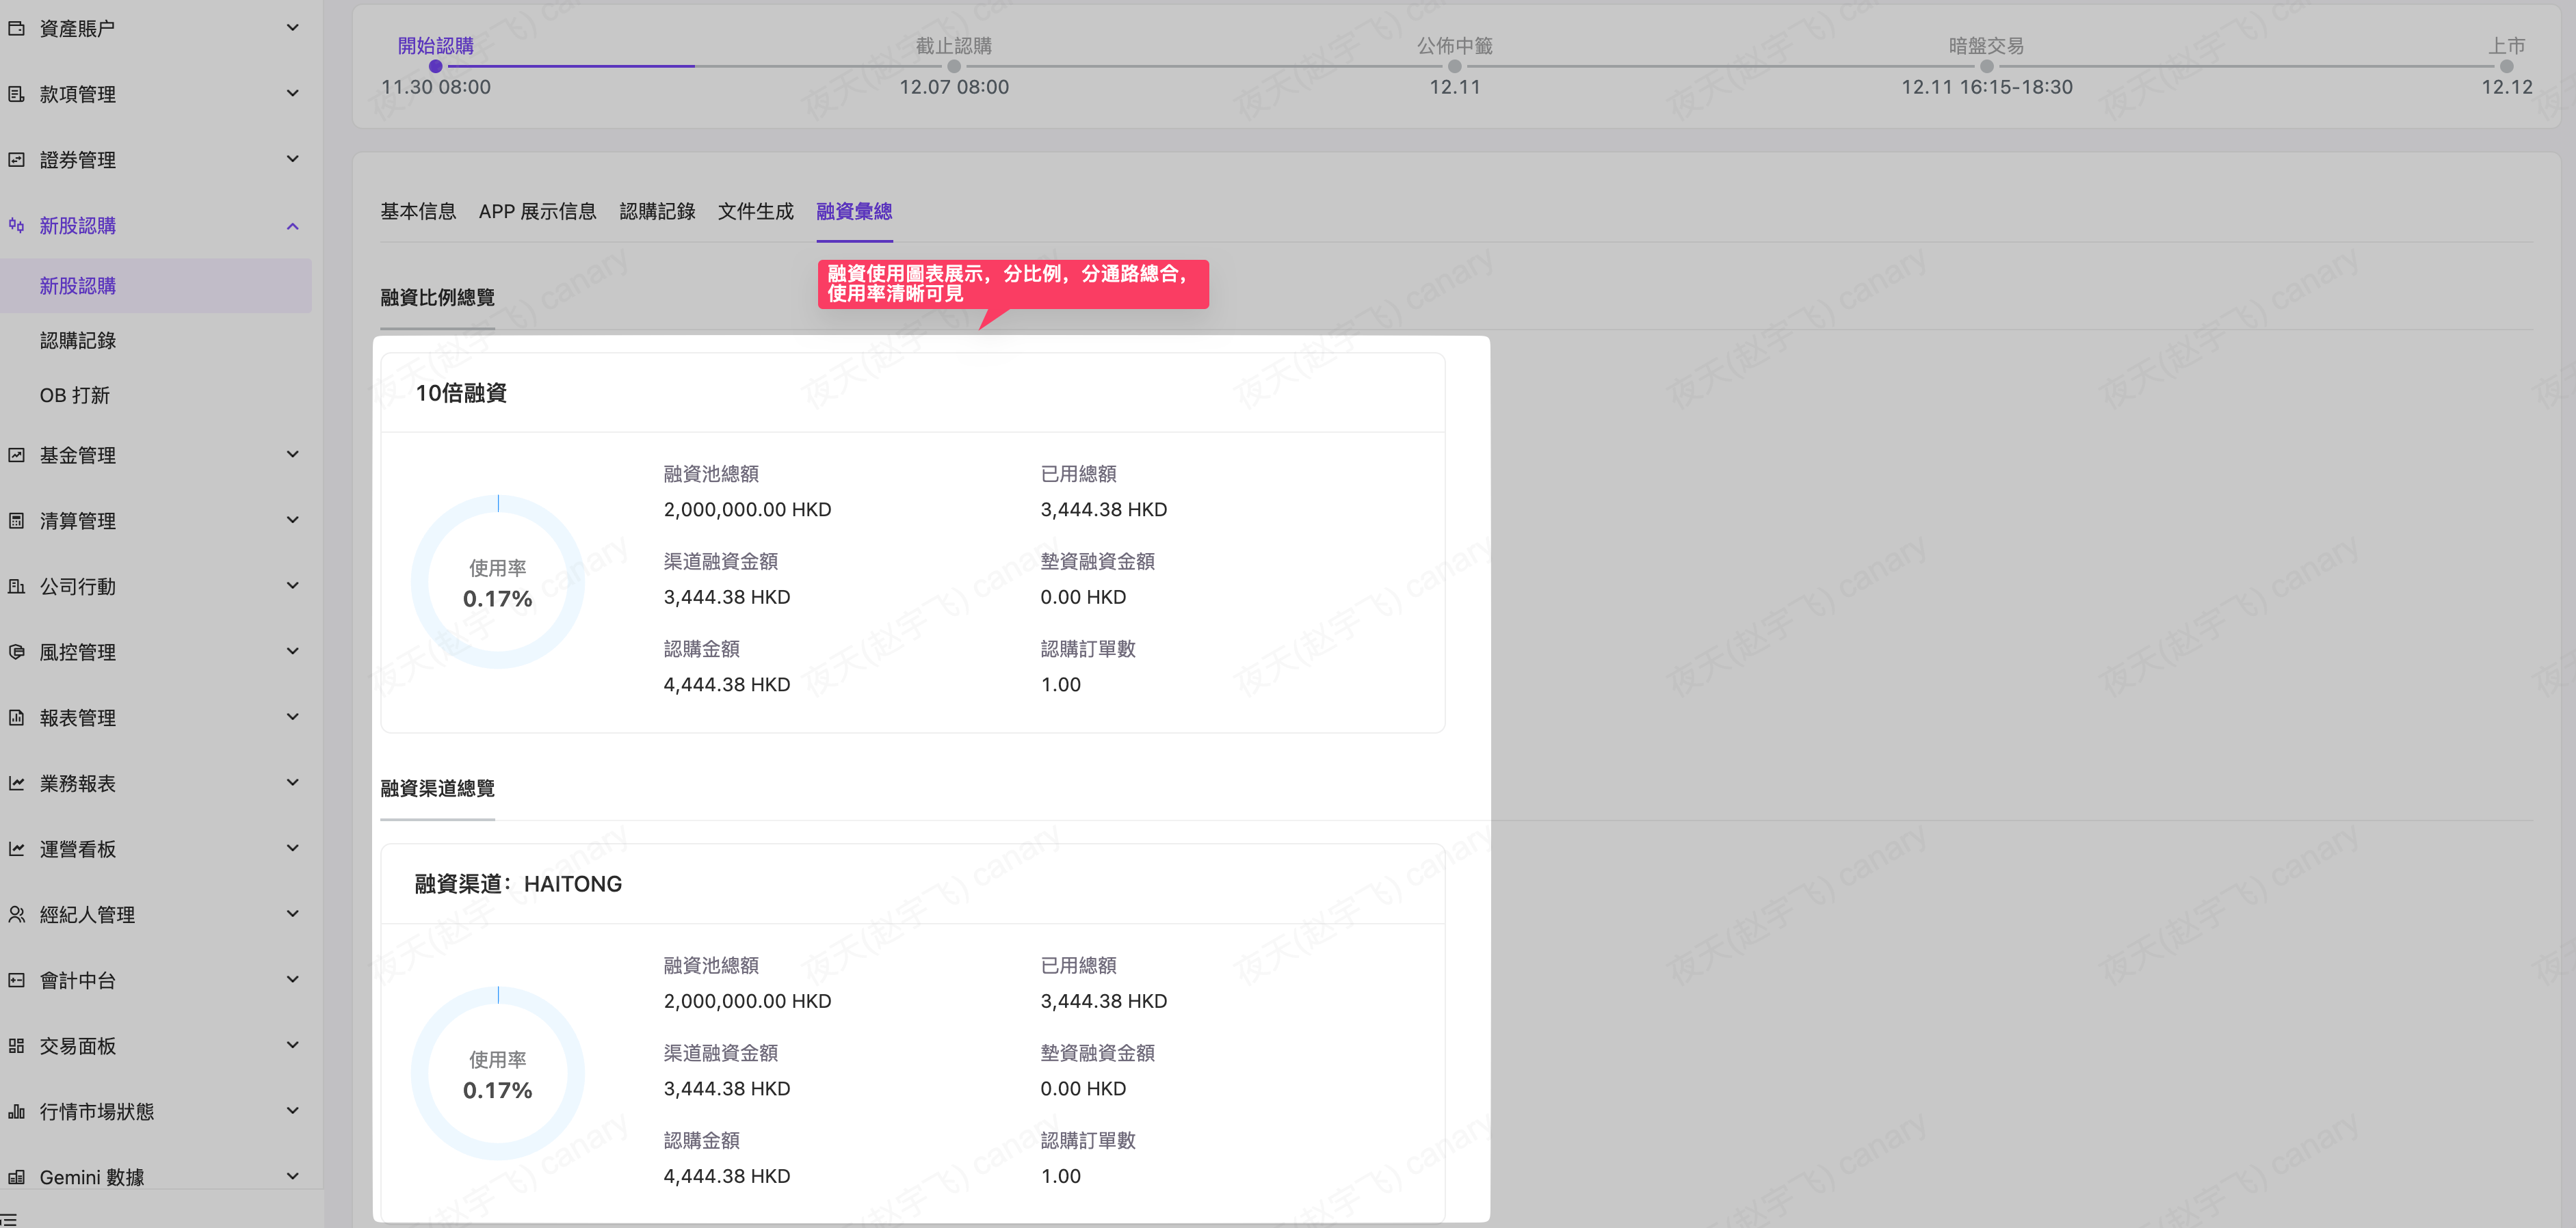 資產賬户
款項管理
證券管理
新股認購
新股認購
認購記錄
OB 打新
基金管理
清算管理
公司行動
風控管理
報表管理
業務報表
運營看板
經紀人管理
會計中台
交易面板
行情市場狀態
Gemini 數據
開始認購
11.30 08:00
截止認購
12.07 08:00
公佈中籤
12.11
暗盤交易
12.11 16:15-18:30
上市
12.12
基本信息 APP 展示信息 認購記錄 文件生成 融資彙總
融資使用圖表展示，分比例，分通路總合，
使用率清晰可見
融資比例總覽
10倍融資
使用率
0.17%
融資池總額
2,000,000.00 HKD
已用總額
3,444.38 HKD
渠道融資金額
3,444.38 HKD
墊資融資金額
0.00 HKD
認購金額
4,444.38 HKD
認購訂單數
1.00
融資渠道總覽
融資渠道：HAITONG
使用率
0.17%
融資池總額
2,000,000.00 HKD
已用總額
3,444.38 HKD
渠道融資金額
3,444.38 HKD
墊資融資金額
0.00 HKD
認購金額
4,444.38 HKD
認購訂單數
1.00
夜天(赵宇飞) canary